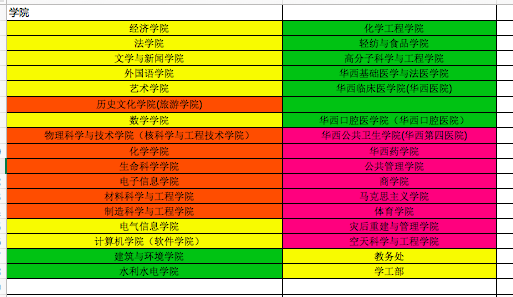 学院
经济学院 化学工程学院
法学院 轻纺与食品学院
文学与新闻学院 高分子科学与工程学院
外国语学院 华西基础医学与法医学院
艺术学院 华西临床医学院(华西医院)
历史文化学院(旅游学院)
数学学院 华西口腔医学院（华西口腔医院）
物理科学与技术学院（核科学与工程技术学院） 华西公共卫生学院(华西第四医院)
化学学院 华西药学院
生命科学学院 公共管理学院
电子信息学院 商学院
材料科学与工程学院 马克思主义学院
制造科学与工程学院 体育学院
电气信息学院 灾后重建与管理学院
计算机学院（软件学院） 空天科学与工程学院
建筑与环境学院 教务处
水利水电学院 学工部